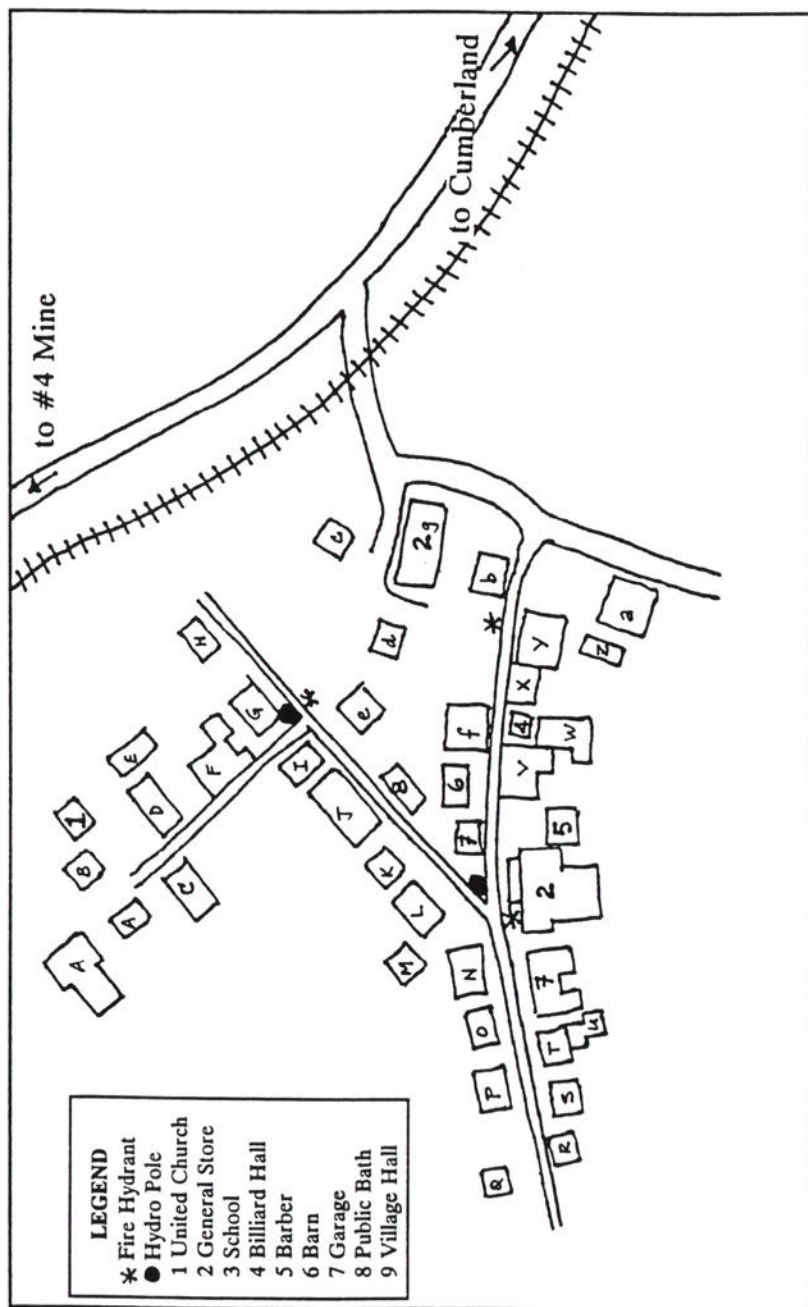 to #4 Mine
to Cumberland
LEGEND
* Fire Hydrant
● Hydro Pole
1 United Church
2 General Store
3 School
4 Billiard Hall
5 Barber
6 Barn
7 Garage
8 Public Bath
9 Village Hall
A
A
B
1
C
D
E
F
G
H
I
J
K
L
M
N
O
P
Q
R
S
T
u
7
2
5
V
W
4
X
Y
Z
a
b
2g
d
e
f
6
7
8